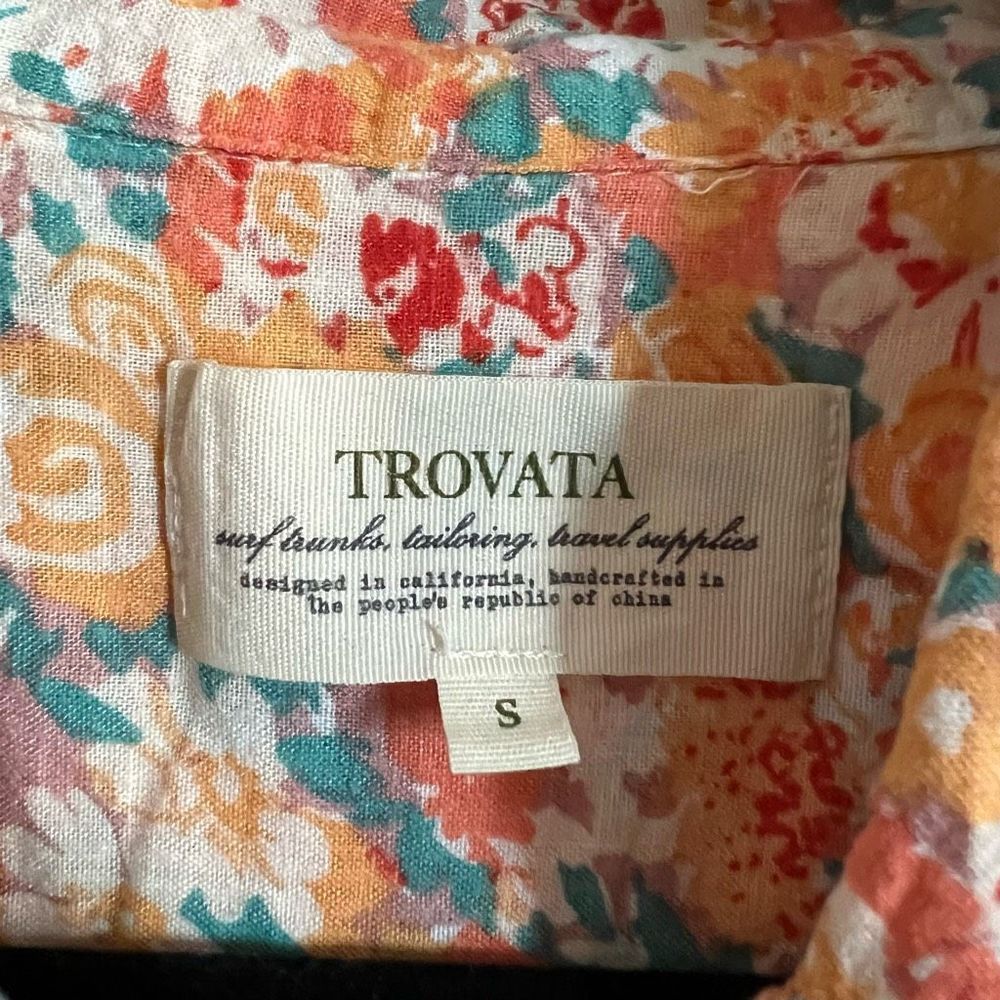 TROVATA
surf trunks, tailoring, travel supplies
designed in california, handcrafted in
the people's republic of china
S